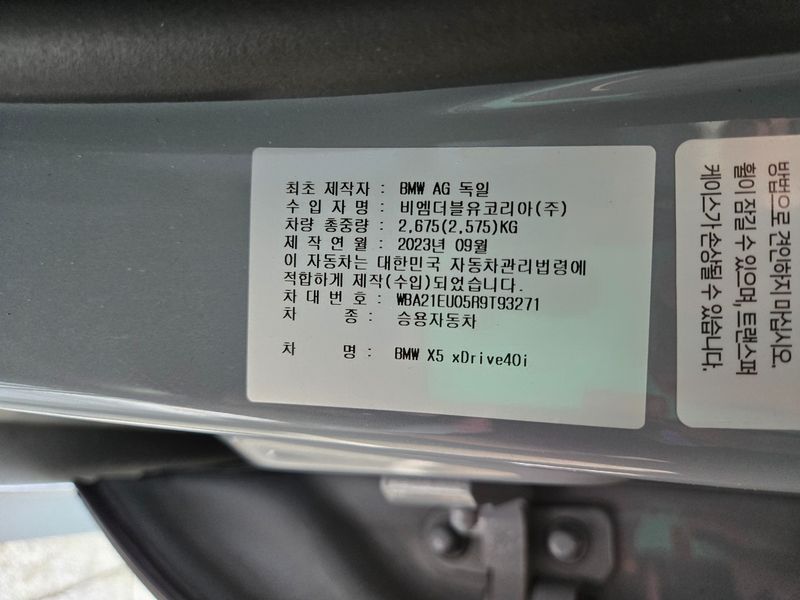 최초 제작자 : BMW AG 독일
수 입 자 명 : 비엠더블유코리아(주)
차량 총중량 : 2,675(2,575)KG
제 작 연 월 : 2023년 09월
이 자동차는 대한민국 자동차관리법령에
적합하게 제작(수입)되었습니다.
차 대 번 호 : WBA21EU05R9T93271
차 종 : 승용자동차
차 명 : BMW X5 xDrive40i
방법으로 견인하지 마십시오.
휠이 잠길 수 있으며, 트랜스퍼
케이스가 손상될 수 있습니다.